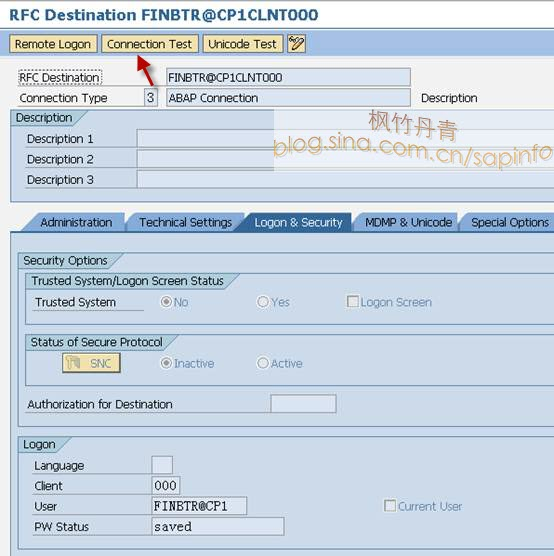 RFC Destination FINBTR@CP1CLNT000
Remote Logon Connection Test Unicode Test
RFC Destination FINBTR@CP1CLNT000
Connection Type 3 ABAP Connection Description
枫竹丹青
blog.sina.com.cn/sapinfo
Description
Description 1
Description 2
Description 3
Administration Technical Settings Logon & Security MDMP & Unicode Special Options
Security Options
Trusted System/Logon Screen Status
Trusted System No Yes Logon Screen
Status of Secure Protocol
SNC Inactive Active
Authorization for Destination
Logon
Language
Client 000
User FINBTR@CP1 Current User
PW Status saved